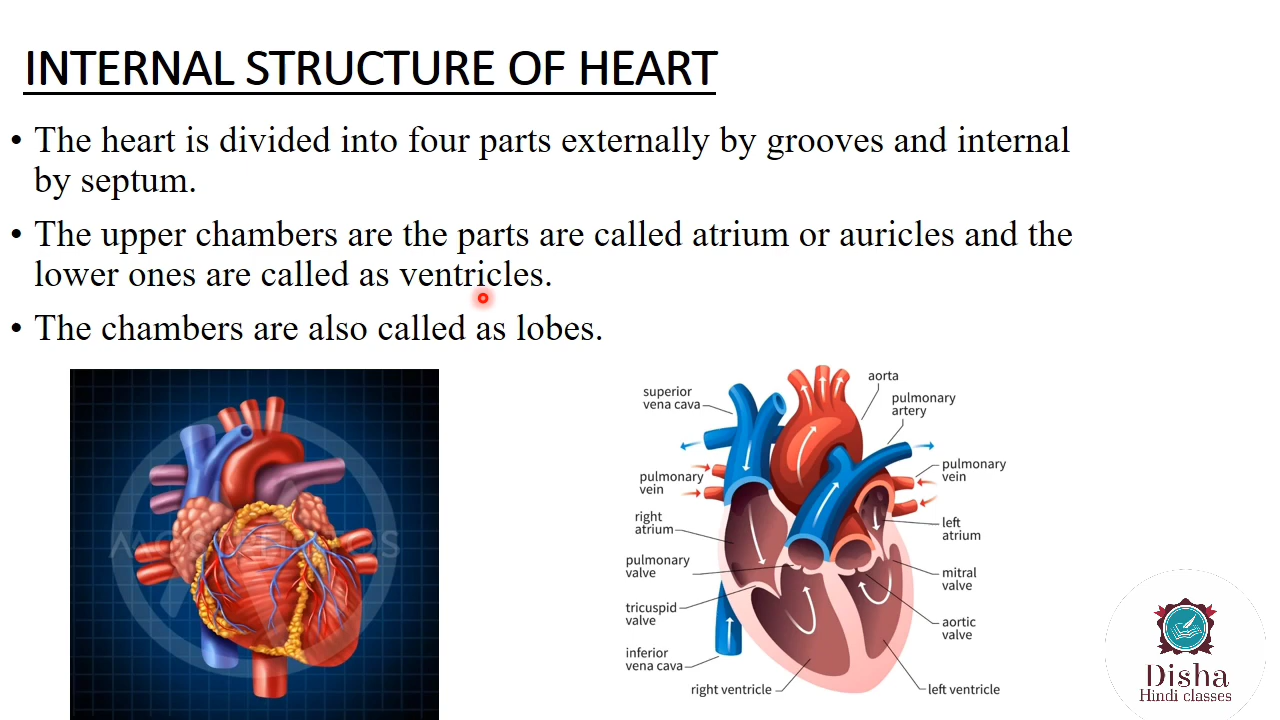 INTERNAL STRUCTURE OF HEART
• The heart is divided into four parts externally by grooves and internal
by septum.
• The upper chambers are the parts are called atrium or auricles and the
lower ones are called as ventricles.
• The chambers are also called as lobes.
superior
vena cava
pulmonary
vein
right
atrium
pulmonary
valve
tricuspid
valve
inferior
vena cava
right ventricle
aorta
pulmonary
artery
pulmonary
vein
left
atrium
mitral
valve
aortic
valve
left ventricle
Disha
Hindi classes